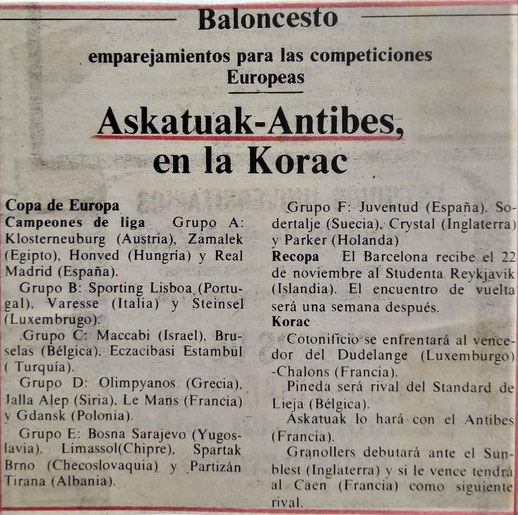 Baloncesto
emparejamientos para las competiciones
Europeas
Askatuak-Antibes,
en la Korac
Copa de Europa
Campeones de liga Grupo A:
Klosterneuburg (Austria), Zamalek
(Egipto), Honved (Hungría) y Real
Madrid (España).
Grupo B: Sporting Lisboa (Portu-
gal), Varesse (Italia) y Steinsel
(Luxembrugo).
Grupo C: Maccabi (Israel), Bru-
selas (Bélgica), Eczacibasi Estambul
( Turquía).
Grupo D: Olimpyanos (Grecia),
Jalla Alep (Siria), Le Mans (Francia)
y Gdansk (Polonia).
Grupo E: Bosna Sarajevo (Yugos-
lavia), Limassol(Chipre), Spartak
Brno (Checoslovaquia) y Partizán
Tirana (Albania).
Grupo F: Juventud (España), So-
dertalje (Suecia), Crystal (Inglaterra)
y Parker (Holanda)
Recopa El Barcelona recibe el 22
de noviembre al Studenta Reykjavik
(Islandia). El encuentro de vuelta
será una semana después.
Korac
Cotonificio se enfrentará al vence-
dor del Dudelange (Luxemburgo)
-Chalons (Francia).
Pineda será rival del Standard de
Lieja (Bélgica).
Askatuak lo hará con el Antibes
(Francia).
Granollers debutará ante el Sun-
blest (Inglaterra) y si le vence tendrá
al Caen (Francia) como siguiente
rival.